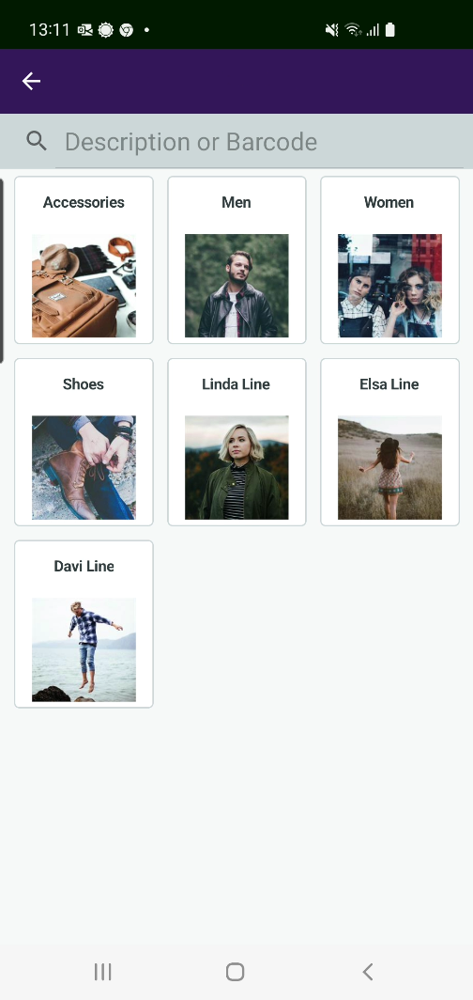 13:11
Description or Barcode
Accessories
Men
Women
Shoes
Linda Line
Elsa Line
Davi Line